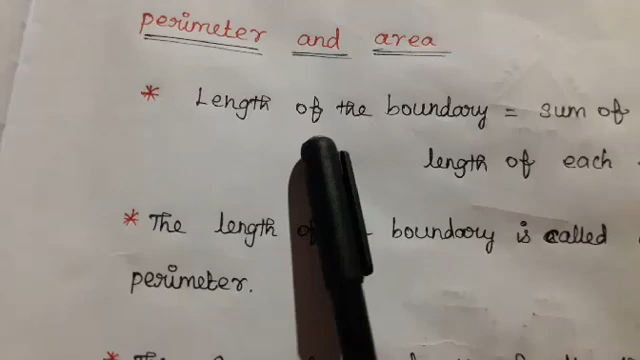 perimeter and area
* Length of the boundary = sum of
length of each
* The length of boundary is called
perimeter.
*